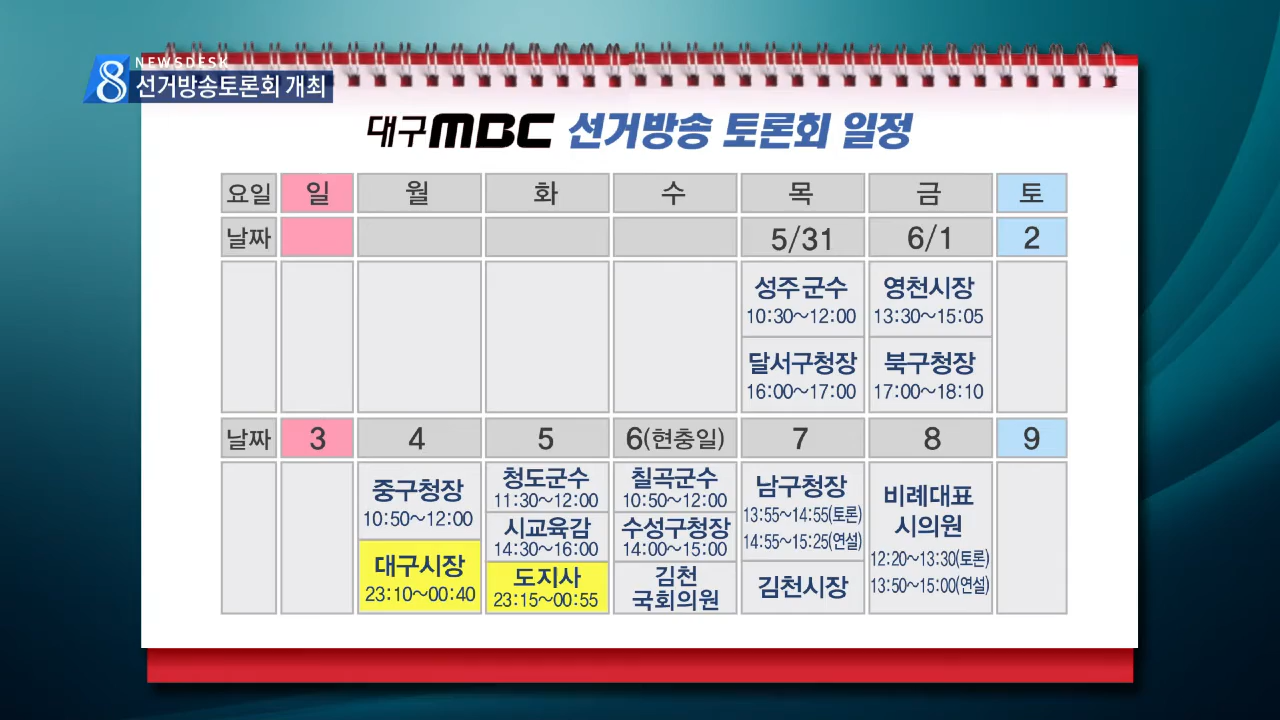 NEWSDESK
8 선거방송토론회 개최
대구MBC 선거방송 토론회 일정
요일 일 월 화 수 목 금 토
날짜 5/31 6/1 2
성주 군수
10:30~12:00
달서구청장
16:00~17:00
영천시장
13:30~15:05
북구청장
17:00~18:10
날짜 3 4 5 6(현충일) 7 8 9
중구청장
10:50~12:00
대구시장
23:10~00:40
청도군수
11:30~12:00
시교육감
14:30~16:00
도지사
23:15~00:55
칠곡군수
10:50~12:00
수성구청장
14:00~15:00
김천
국회의원
남구청장
13:55~14:55(토론)
14:55~15:25(연설)
김천시장
비례대표
시의원
12:20~13:30(토론)
13:50~15:00(연설)